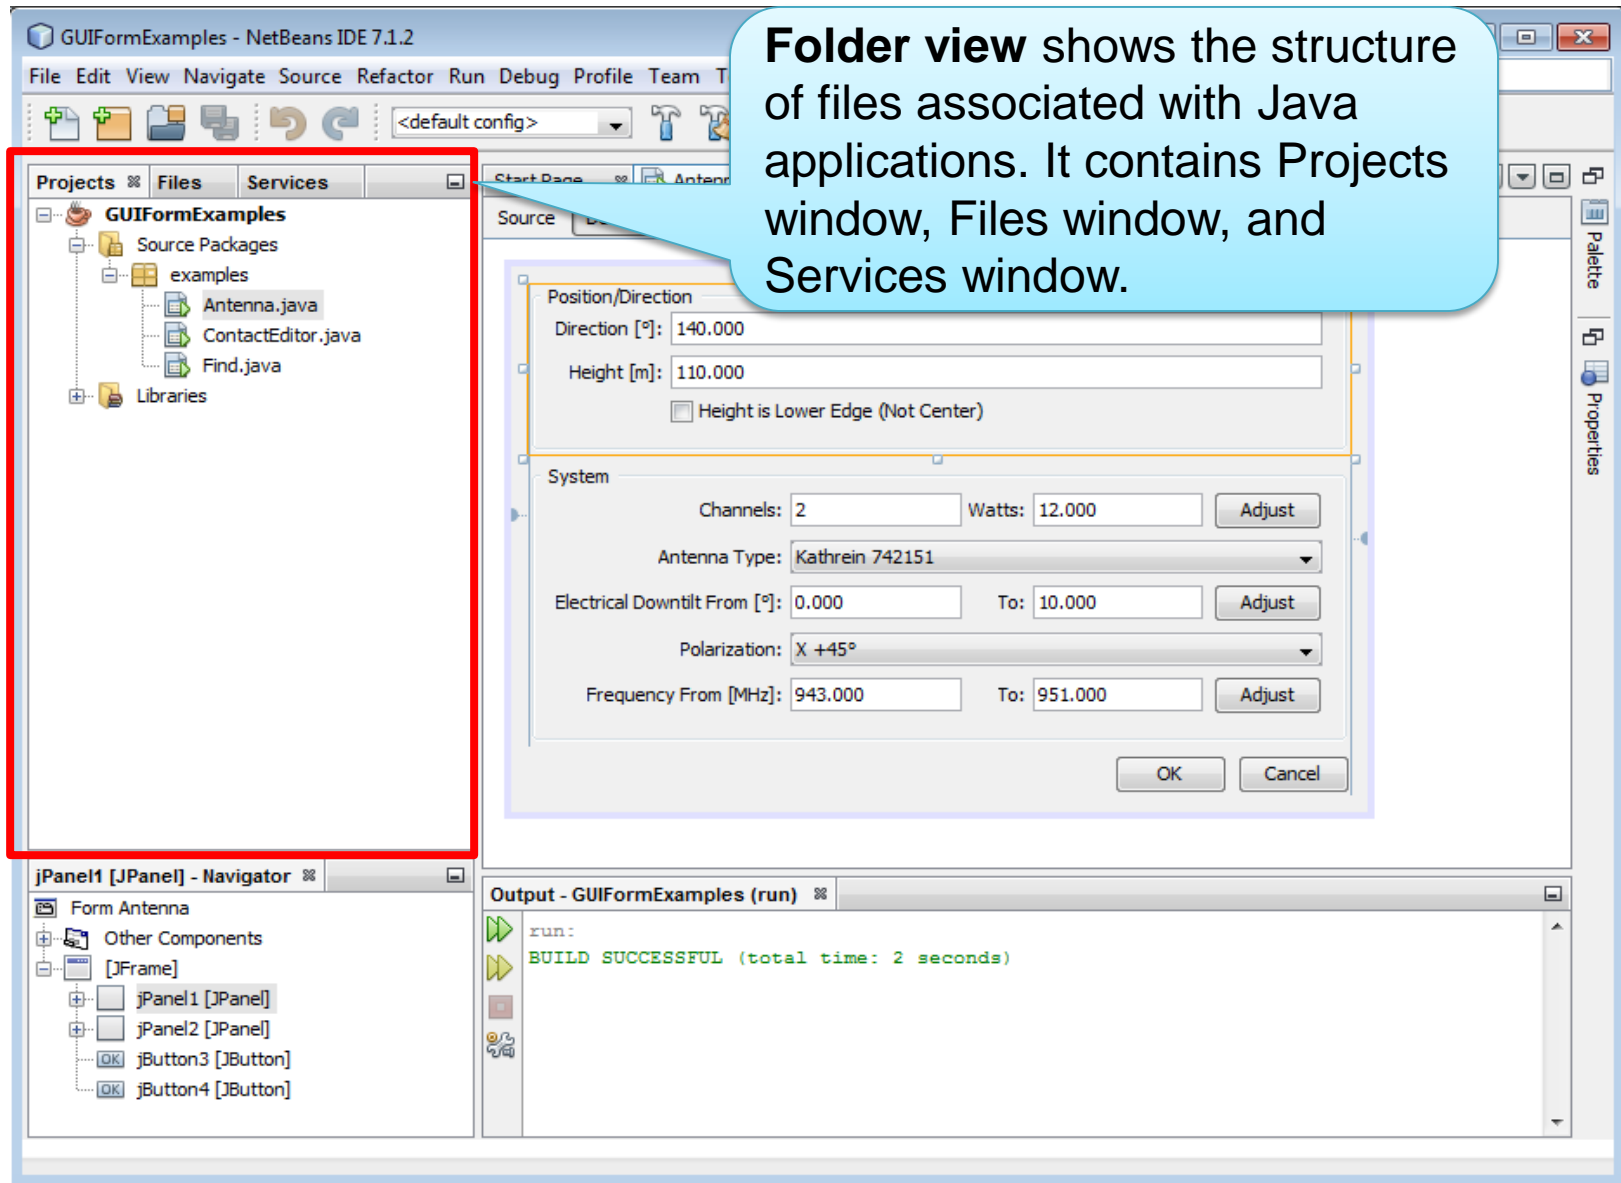 GUIFormExamples - NetBeans IDE 7.1.2
File Edit View Navigate Source Refactor Run Debug Profile Team
<default config>
Folder view shows the structure
of files associated with Java
applications. It contains Projects
window, Files window, and
Services window.
Projects Files Services
GUIFormExamples
Source Packages
examples
Antenna.java
ContactEditor.java
Find.java
Libraries
Start Page
Source
Position/Direction
Direction [°]: 140.000
Height [m]: 110.000
Height is Lower Edge (Not Center)
System
Channels: 2 Watts: 12.000 Adjust
Antenna Type: Kathrein 742151
Electrical Downtilt From [°]: 0.000 To: 10.000 Adjust
Polarization: X +45°
Frequency From [MHz]: 943.000 To: 951.000 Adjust
OK Cancel
Palette
Properties
jPanel1 [JPanel] - Navigator
Form Antenna
Other Components
[JFrame]
jPanel1 [JPanel]
jPanel2 [JPanel]
OK jButton3 [JButton]
OK jButton4 [JButton]
Output - GUIFormExamples (run)
run:
BUILD SUCCESSFUL (total time: 2 seconds)